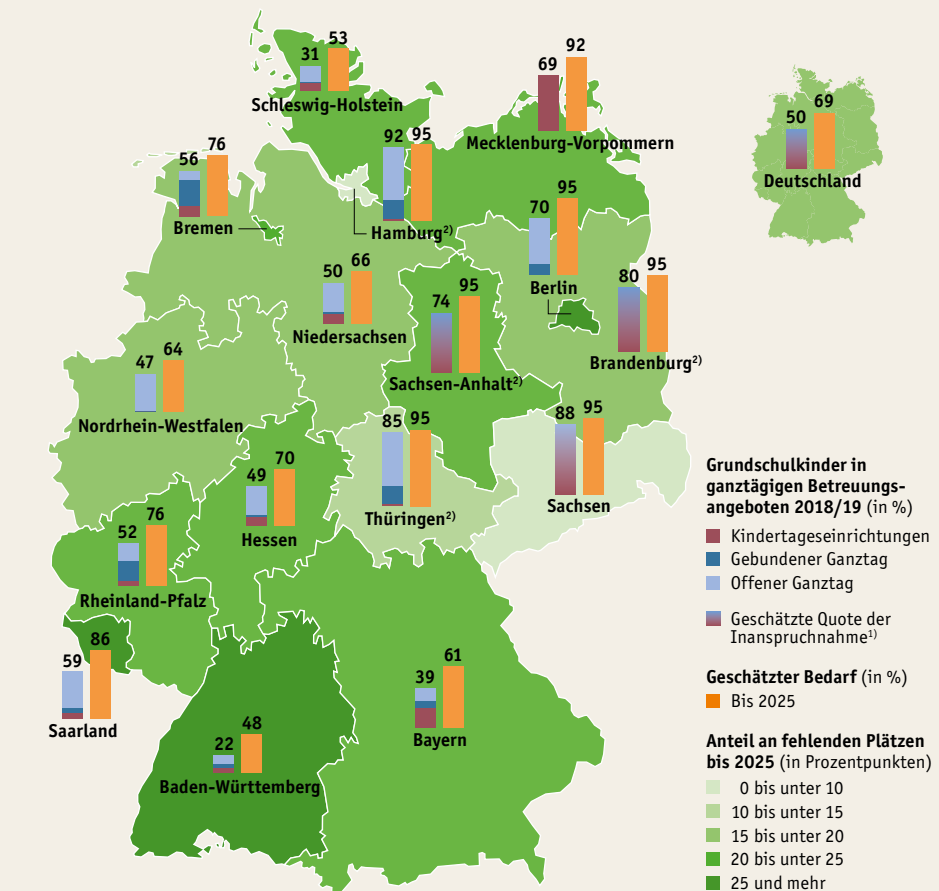 53
31
Schleswig-Holstein
92
69
Mecklenburg-Vorpommern
69
50
Deutschland
76
56
Bremen
92 95
Hamburg²⁾
95
70
Berlin
66
50
Niedersachsen
95
74
Sachsen-Anhalt²⁾
95
80
Brandenburg²⁾
64
47
Nordrhein-Westfalen
85 95
Thüringen²⁾
88 95
Sachsen
70
49
Hessen
76
52
Rheinland-Pfalz
86
59
Saarland
61
39
Bayern
48
22
Baden-Württemberg
Grundschulkinder in
ganztägigen Betreuungs-
angeboten 2018/19 (in %)
Kindertageseinrichtungen
Gebundener Ganztag
Offener Ganztag
Geschätzte Quote der
Inanspruchnahme¹⁾
Geschätzter Bedarf (in %)
Bis 2025
Anteil an fehlenden Plätzen
bis 2025 (in Prozentpunkten)
0 bis unter 10
10 bis unter 15
15 bis unter 20
20 bis unter 25
25 und mehr